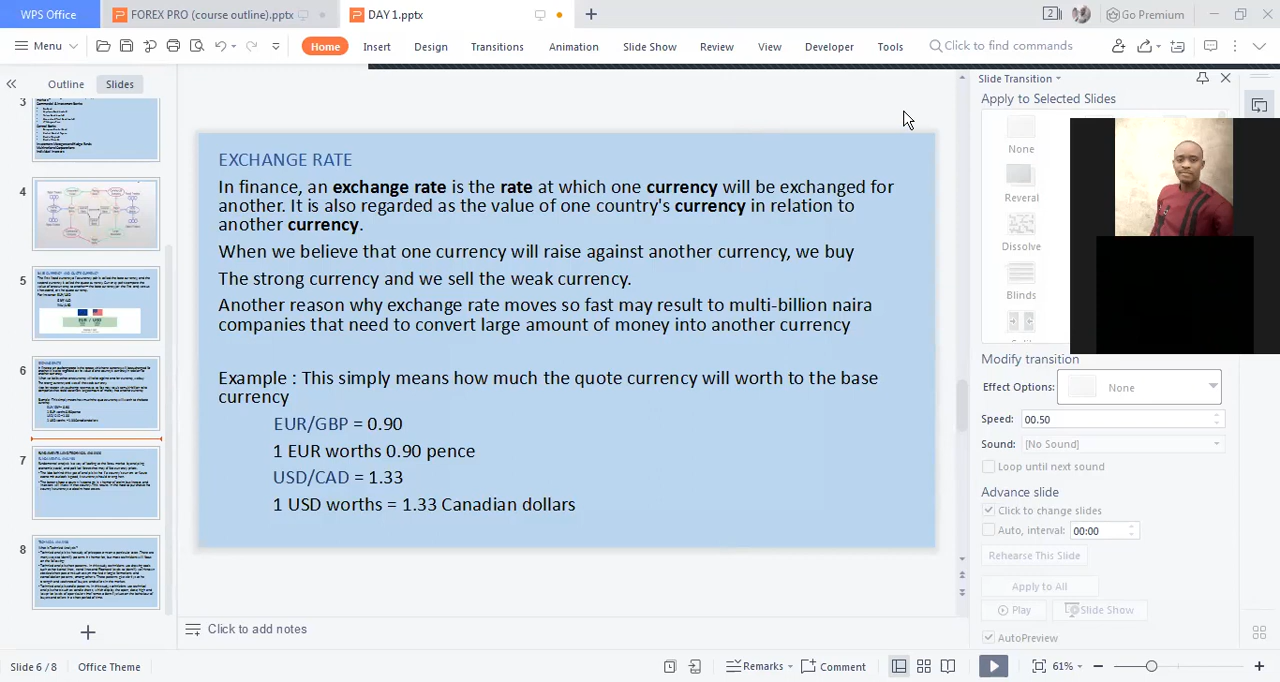 WPS Office
FOREX PRO (course outline).pptx
DAY 1.pptx
2
Go Premium
Menu
Home
Insert
Design
Transitions
Animation
Slide Show
Review
View
Developer
Tools
Click to find commands
Outline
Slides
3
4
5
6
7
8
EXCHANGE RATE
In finance, an exchange rate is the rate at which one currency will be exchanged for
another. It is also regarded as the value of one country's currency in relation to
another currency.
When we believe that one currency will raise against another currency, we buy
The strong currency and we sell the weak currency.
Another reason why exchange rate moves so fast may result to multi-billion naira
companies that need to convert large amount of money into another currency
Example : This simply means how much the quote currency will worth to the base
currency
EUR/GBP = 0.90
1 EUR worths 0.90 pence
USD/CAD = 1.33
1 USD worths = 1.33 Canadian dollars
Click to add notes
Slide Transition
Apply to Selected Slides
None
Reveral
Dissolve
Blinds
Modify transition
Effect Options:
None
Speed:
00.50
Sound:
[No Sound]
Loop until next sound
Advance slide
Click to change slides
Auto, interval:
00:00
Rehearse This Slide
Apply to All
Play
Slide Show
AutoPreview
Slide 6 / 8
Office Theme
Remarks
Comment
61%